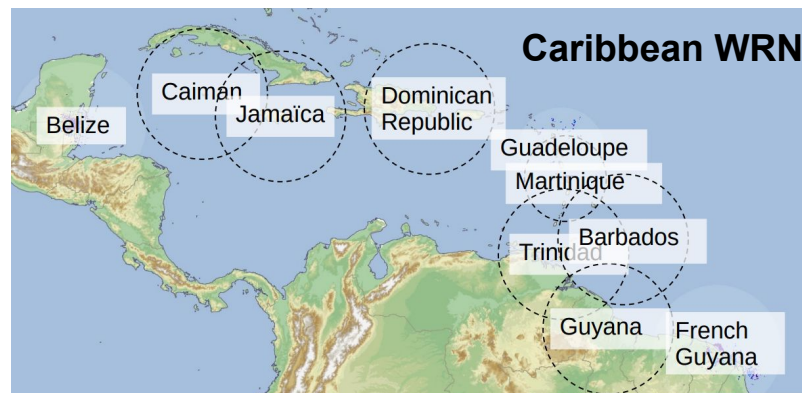 Caribbean WRN
Caiman
Jamaïca
Dominican
Republic
Belize
Guadeloupe
Martinique
Barbados
Trinidad
Guyana
French
Guyana